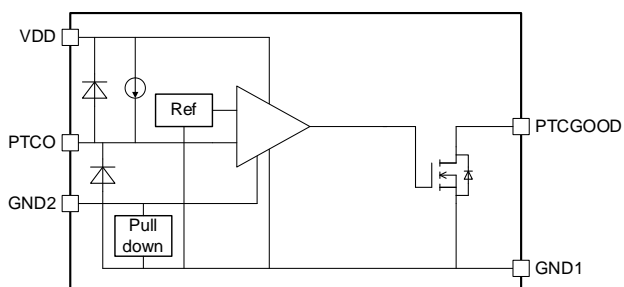 VDD
Ref
PTCO
PTCGOOD
GND2
Pull
down
GND1